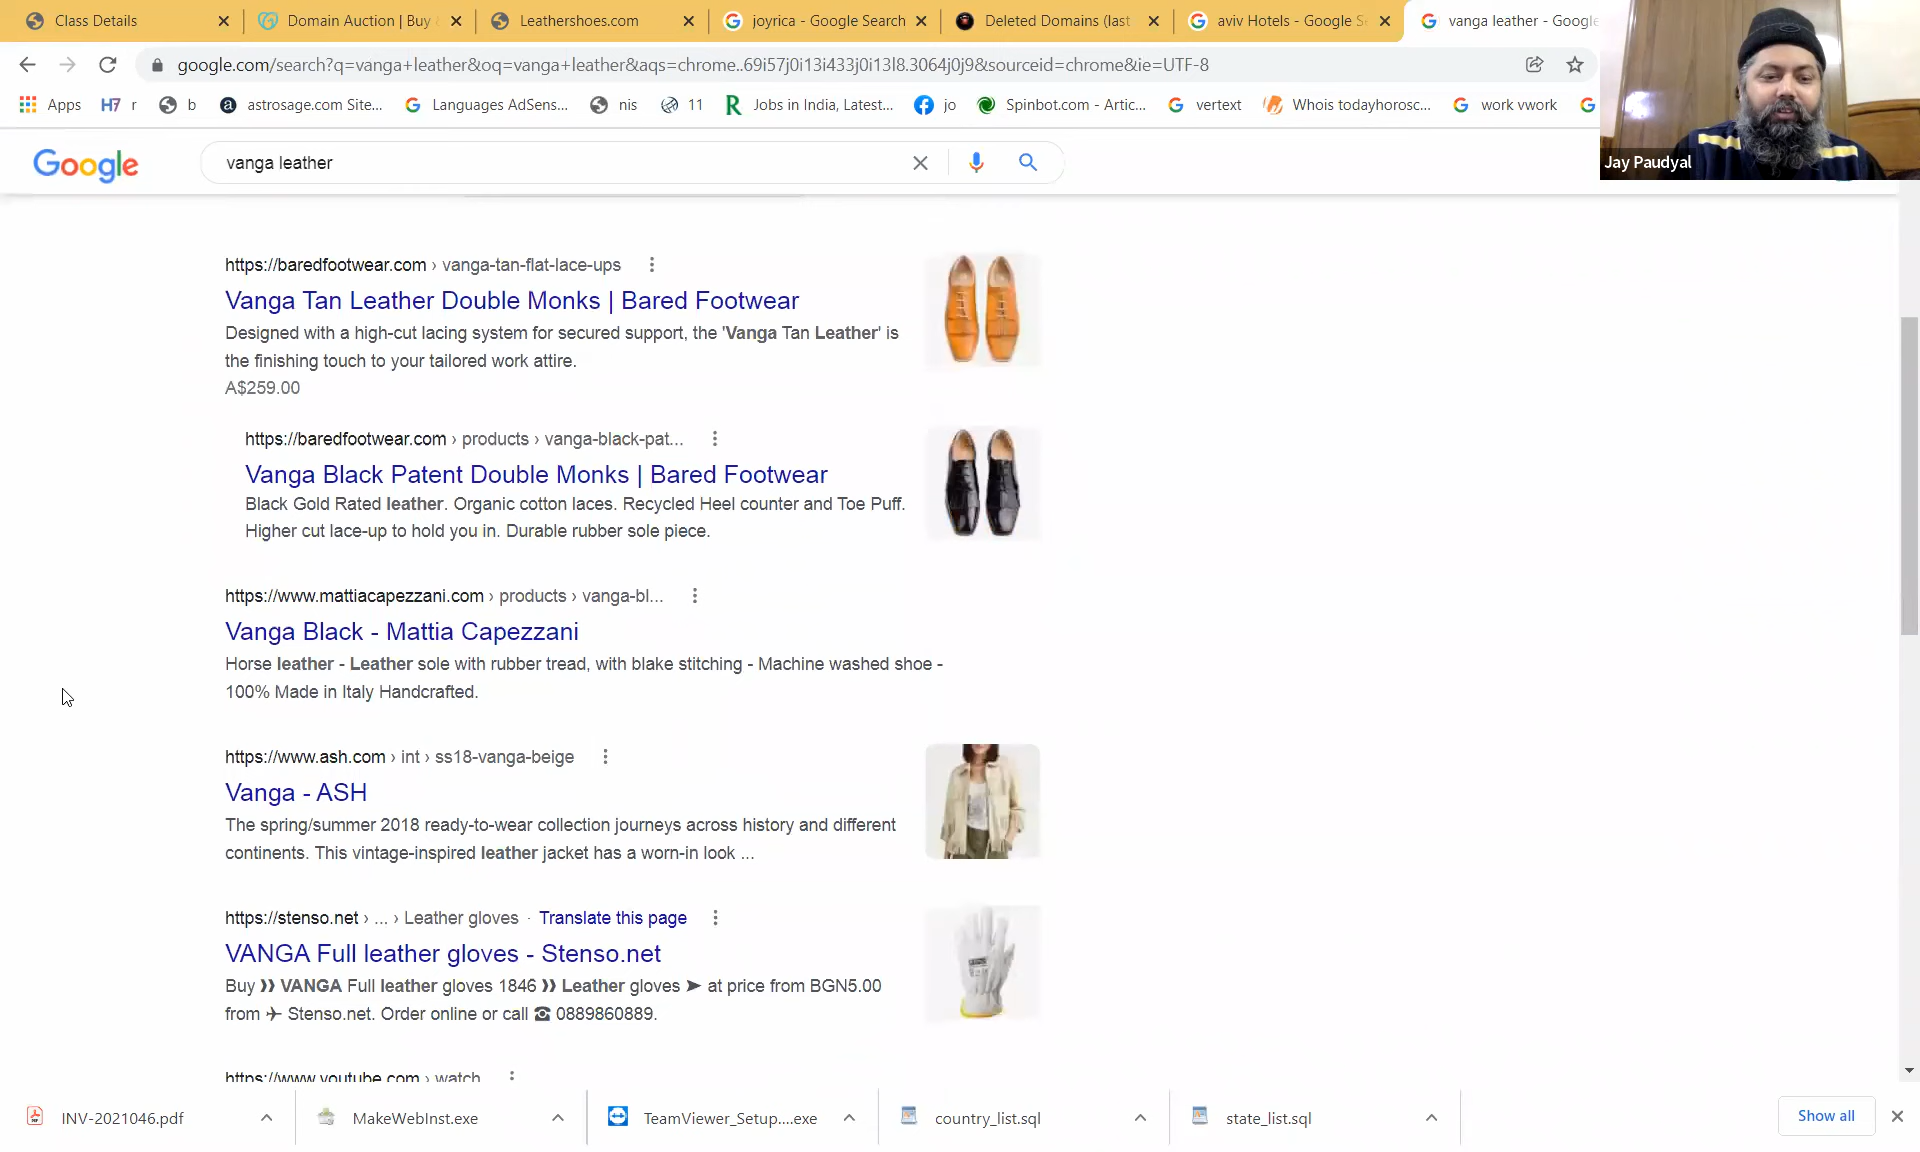 Class Details
Domain Auction | Buy &
Leathershoes.com
joyrica - Google Search
Deleted Domains (last
aviv Hotels - Google Se
vanga leather - Google
google.com/search?q=vanga+leather&oq=vanga+leather&aqs=chrome..69i57j0i13i433j0i13l8.3064j0j9&sourceid=chrome&ie=UTF-8
Apps
H7 r
b
astrosage.com Site...
Languages AdSens...
nis
11
Jobs in India, Latest...
jo
Spinbot.com - Artic...
vertext
Whois todayhorosc...
work vwork
Jay Paudyal
Google
vanga leather
https://baredfootwear.com › vanga-tan-flat-lace-ups
Vanga Tan Leather Double Monks | Bared Footwear
Designed with a high-cut lacing system for secured support, the 'Vanga Tan Leather' is
the finishing touch to your tailored work attire.
A$259.00
https://baredfootwear.com › products › vanga-black-pat...
Vanga Black Patent Double Monks | Bared Footwear
Black Gold Rated leather. Organic cotton laces. Recycled Heel counter and Toe Puff.
Higher cut lace-up to hold you in. Durable rubber sole piece.
https://www.mattiacapezzani.com › products › vanga-bl...
Vanga Black - Mattia Capezzani
Horse leather - Leather sole with rubber tread, with blake stitching - Machine washed shoe -
100% Made in Italy Handcrafted.
https://www.ash.com › int › ss18-vanga-beige
Vanga - ASH
The spring/summer 2018 ready-to-wear collection journeys across history and different
continents. This vintage-inspired leather jacket has a worn-in look ...
https://stenso.net › ... › Leather gloves · Translate this page
VANGA Full leather gloves - Stenso.net
Buy ⟫ VANGA Full leather gloves 1846 ⟫ Leather gloves ➤ at price from BGN5.00
from ✈ Stenso.net. Order online or call ☎ 0889860889.
https://www.youtube.com › watch
INV-2021046.pdf
MakeWebInst.exe
TeamViewer_Setup....exe
country_list.sql
state_list.sql
Show all